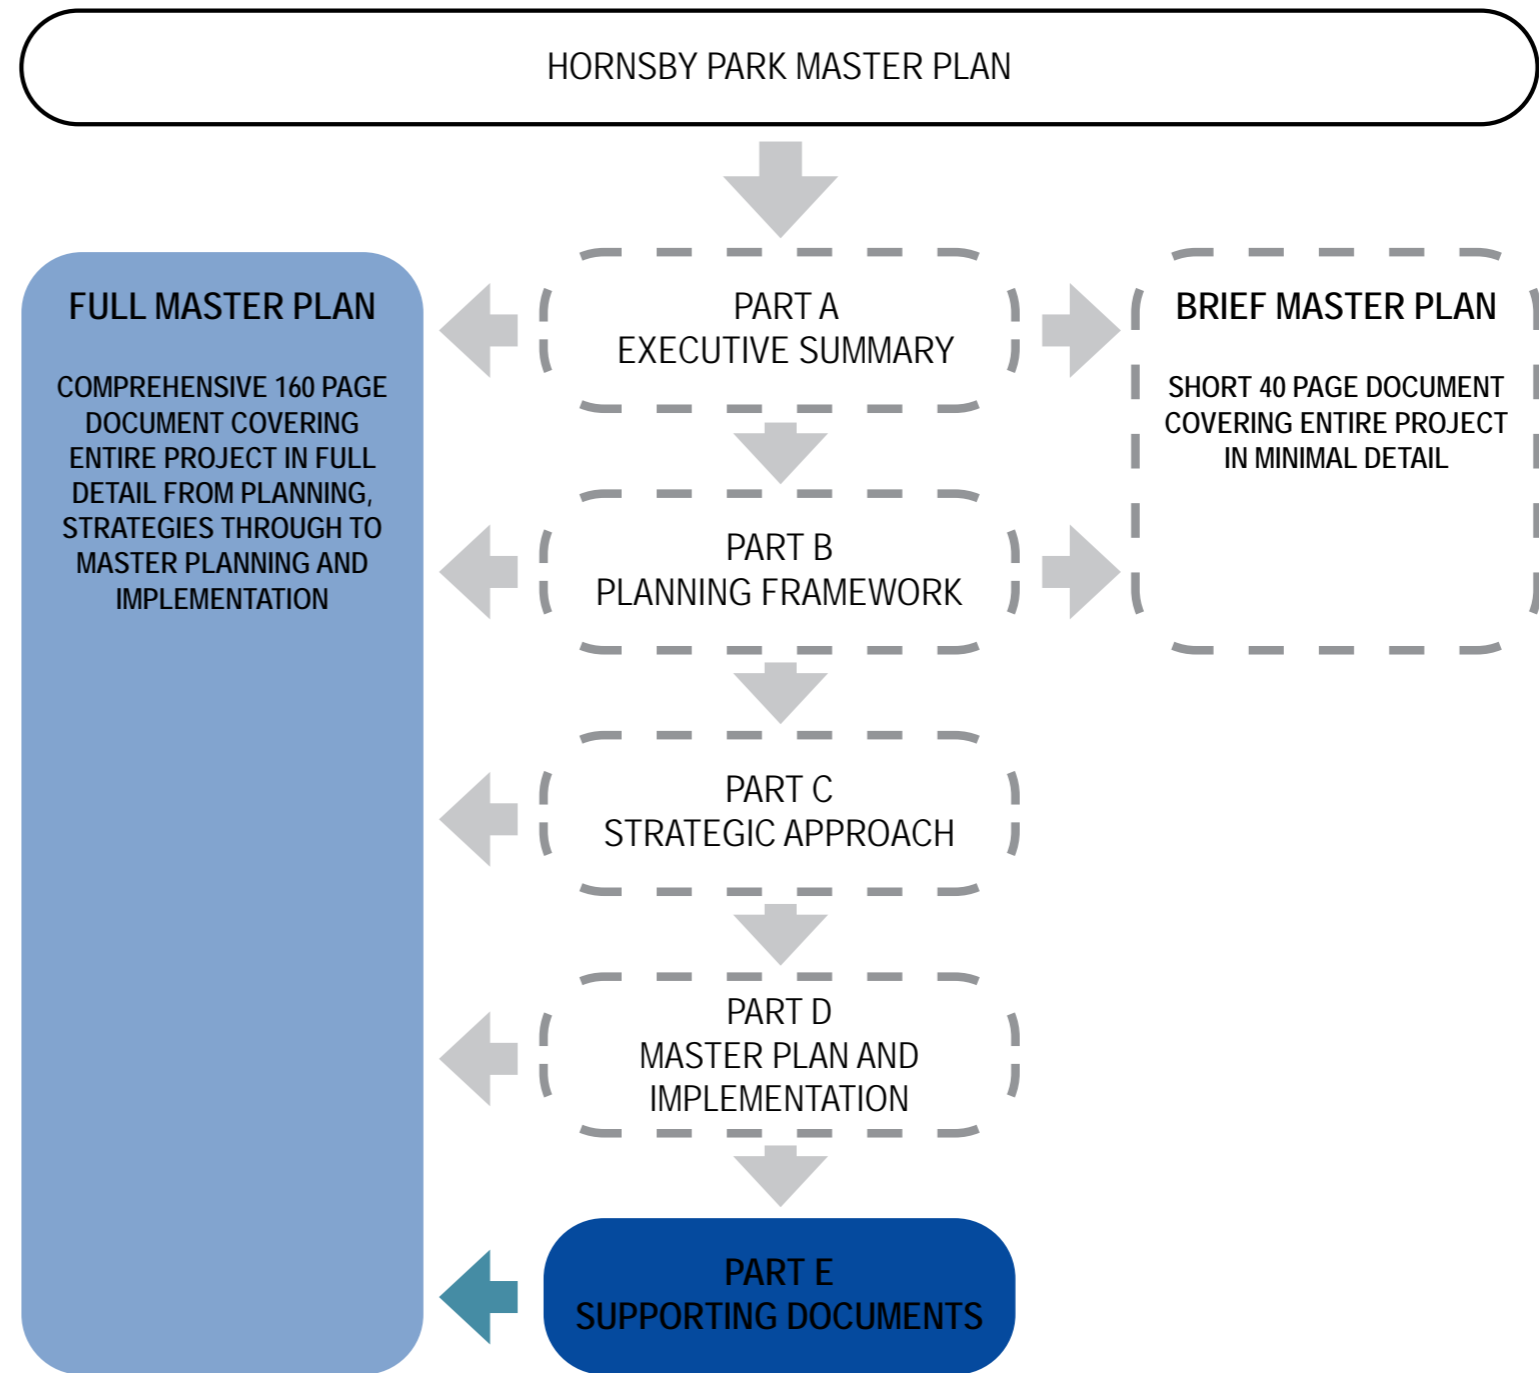 HORNSBY PARK MASTER PLAN
FULL MASTER PLAN
COMPREHENSIVE 160 PAGE
DOCUMENT COVERING
ENTIRE PROJECT IN FULL
DETAIL FROM PLANNING,
STRATEGIES THROUGH TO
MASTER PLANNING AND
IMPLEMENTATION
PART A
EXECUTIVE SUMMARY
BRIEF MASTER PLAN
SHORT 40 PAGE DOCUMENT
COVERING ENTIRE PROJECT
IN MINIMAL DETAIL
PART B
PLANNING FRAMEWORK
PART C
STRATEGIC APPROACH
PART D
MASTER PLAN AND
IMPLEMENTATION
PART E
SUPPORTING DOCUMENTS